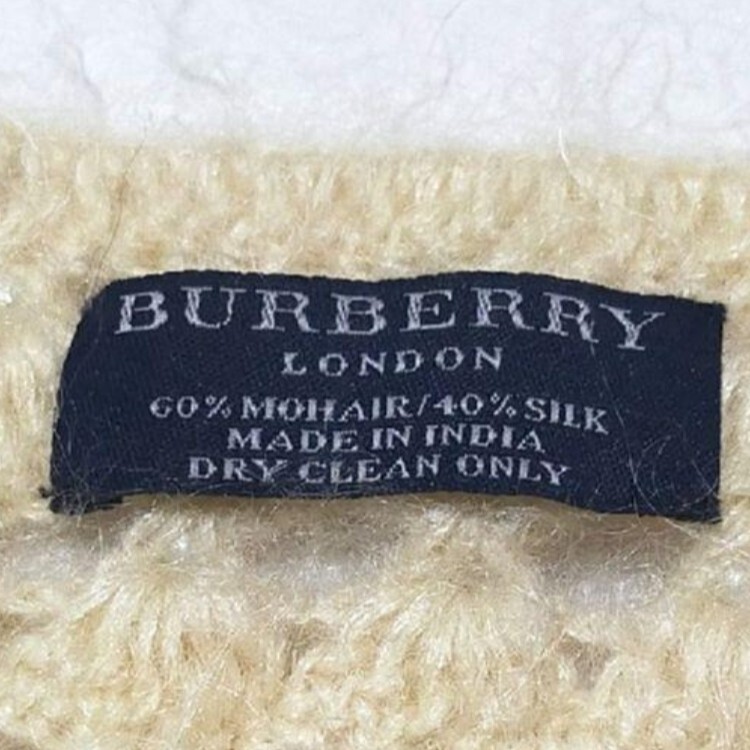 BURBERRY
LONDON
60% MOHAIR/40% SILK
MADE IN INDIA
DRY CLEAN ONLY